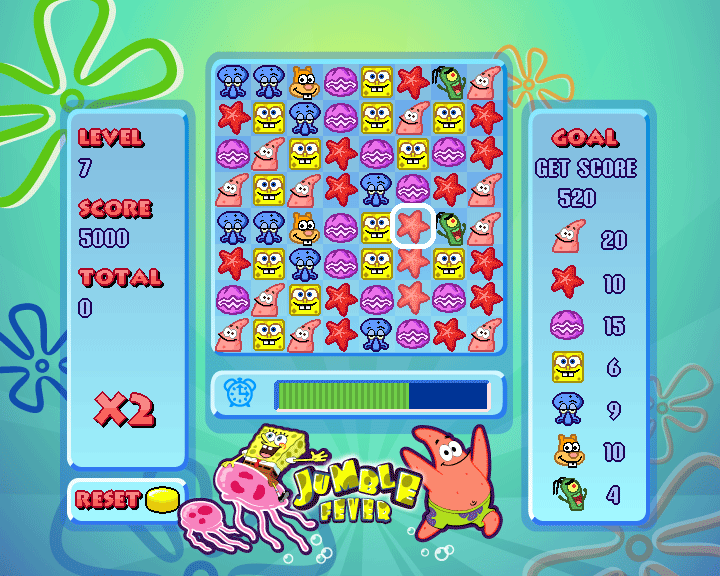 LEVEL
7
SCORE
5000
TOTAL
0
X2
RESET
JUMBLE
FEVER
GOAL
GET SCORE
520
20
10
15
6
9
10
4